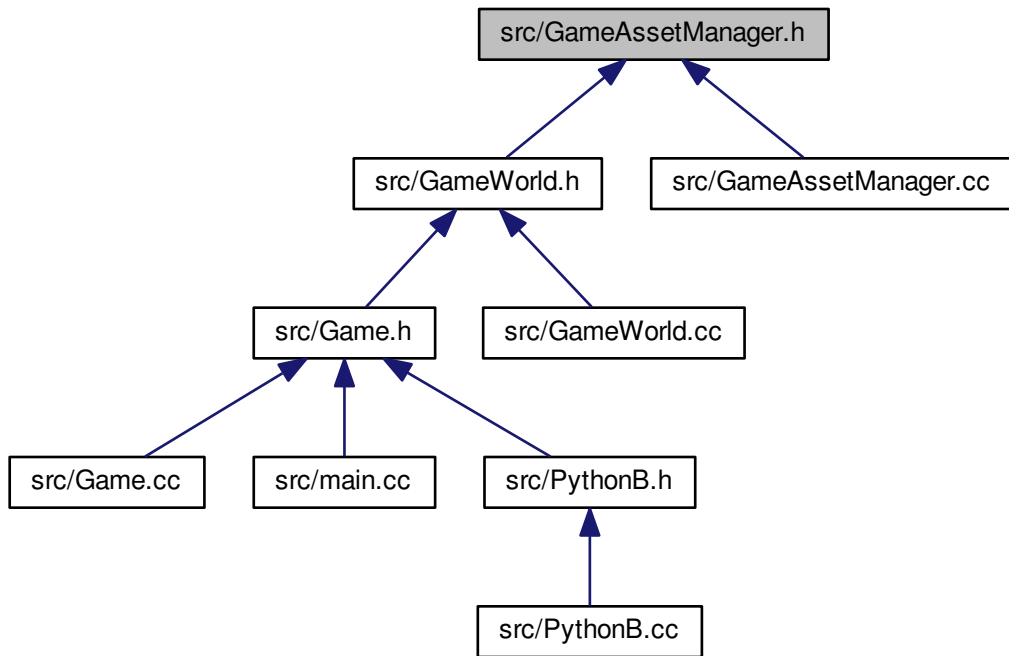 src/GameAssetManager.h
src/GameWorld.h
src/GameAssetManager.cc
src/Game.h
src/GameWorld.cc
src/Game.cc
src/main.cc
src/PythonB.h
src/PythonB.cc